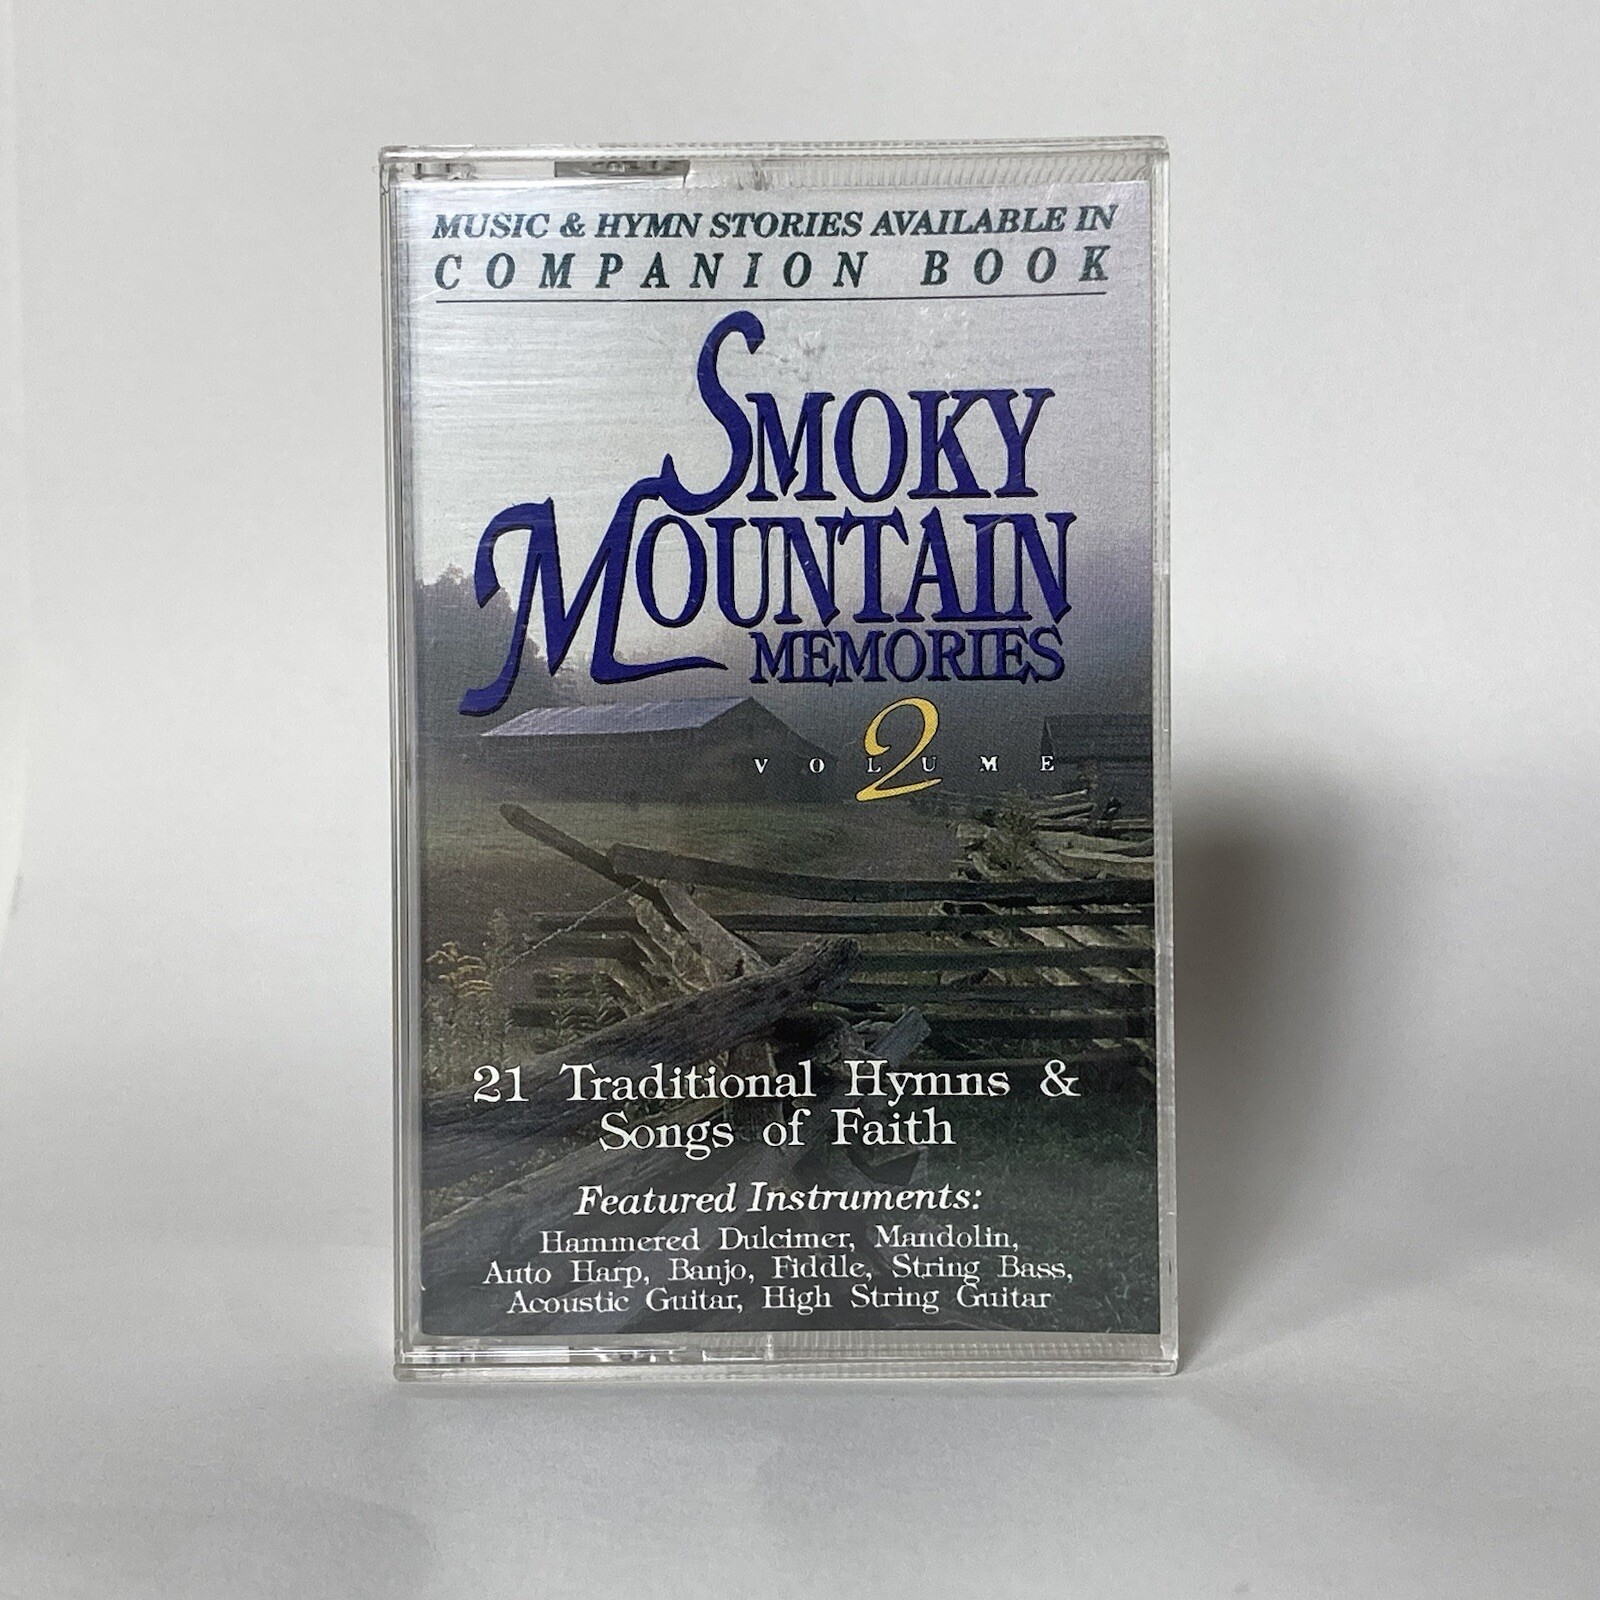 MUSIC & HYMN STORIES AVAILABLE IN
COMPANION BOOK
SMOKY
MOUNTAIN
MEMORIES
VOLUME 2
21 Traditional Hymns &
Songs of Faith
Featured Instruments:
Hammered Dulcimer, Mandolin,
Auto Harp, Banjo, Fiddle, String Bass,
Acoustic Guitar, High String Guitar